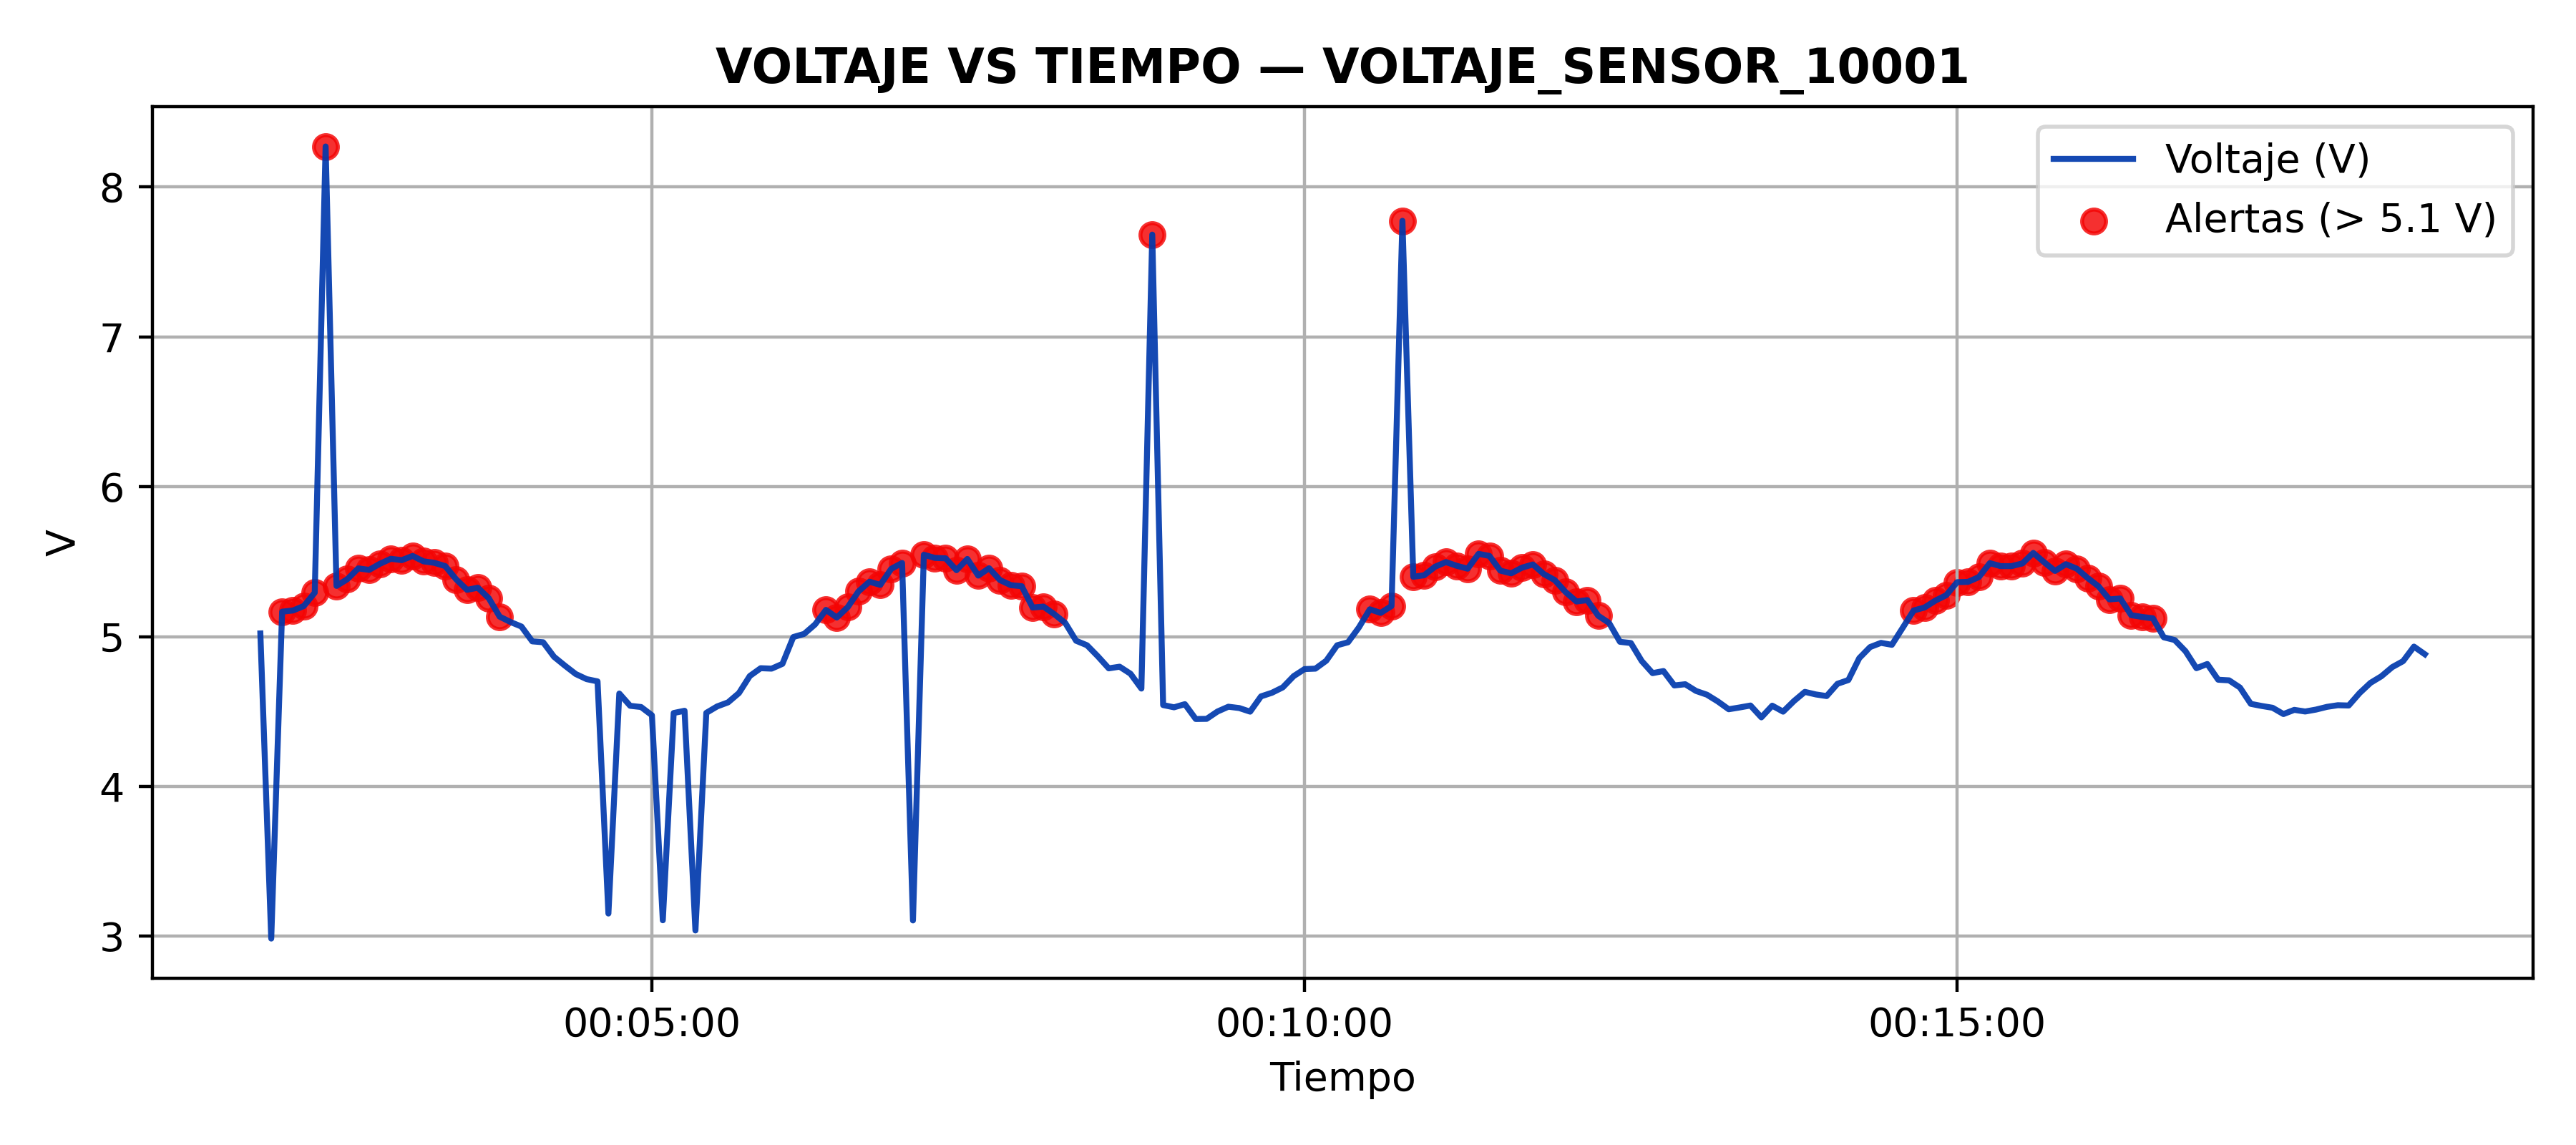 VOLTAJE VS TIEMPO — VOLTAJE_SENSOR_10001
Voltaje (V)
Alertas (> 5.1 V)
8
7
6
5
4
3
V
00:05:00
00:10:00
00:15:00
Tiempo